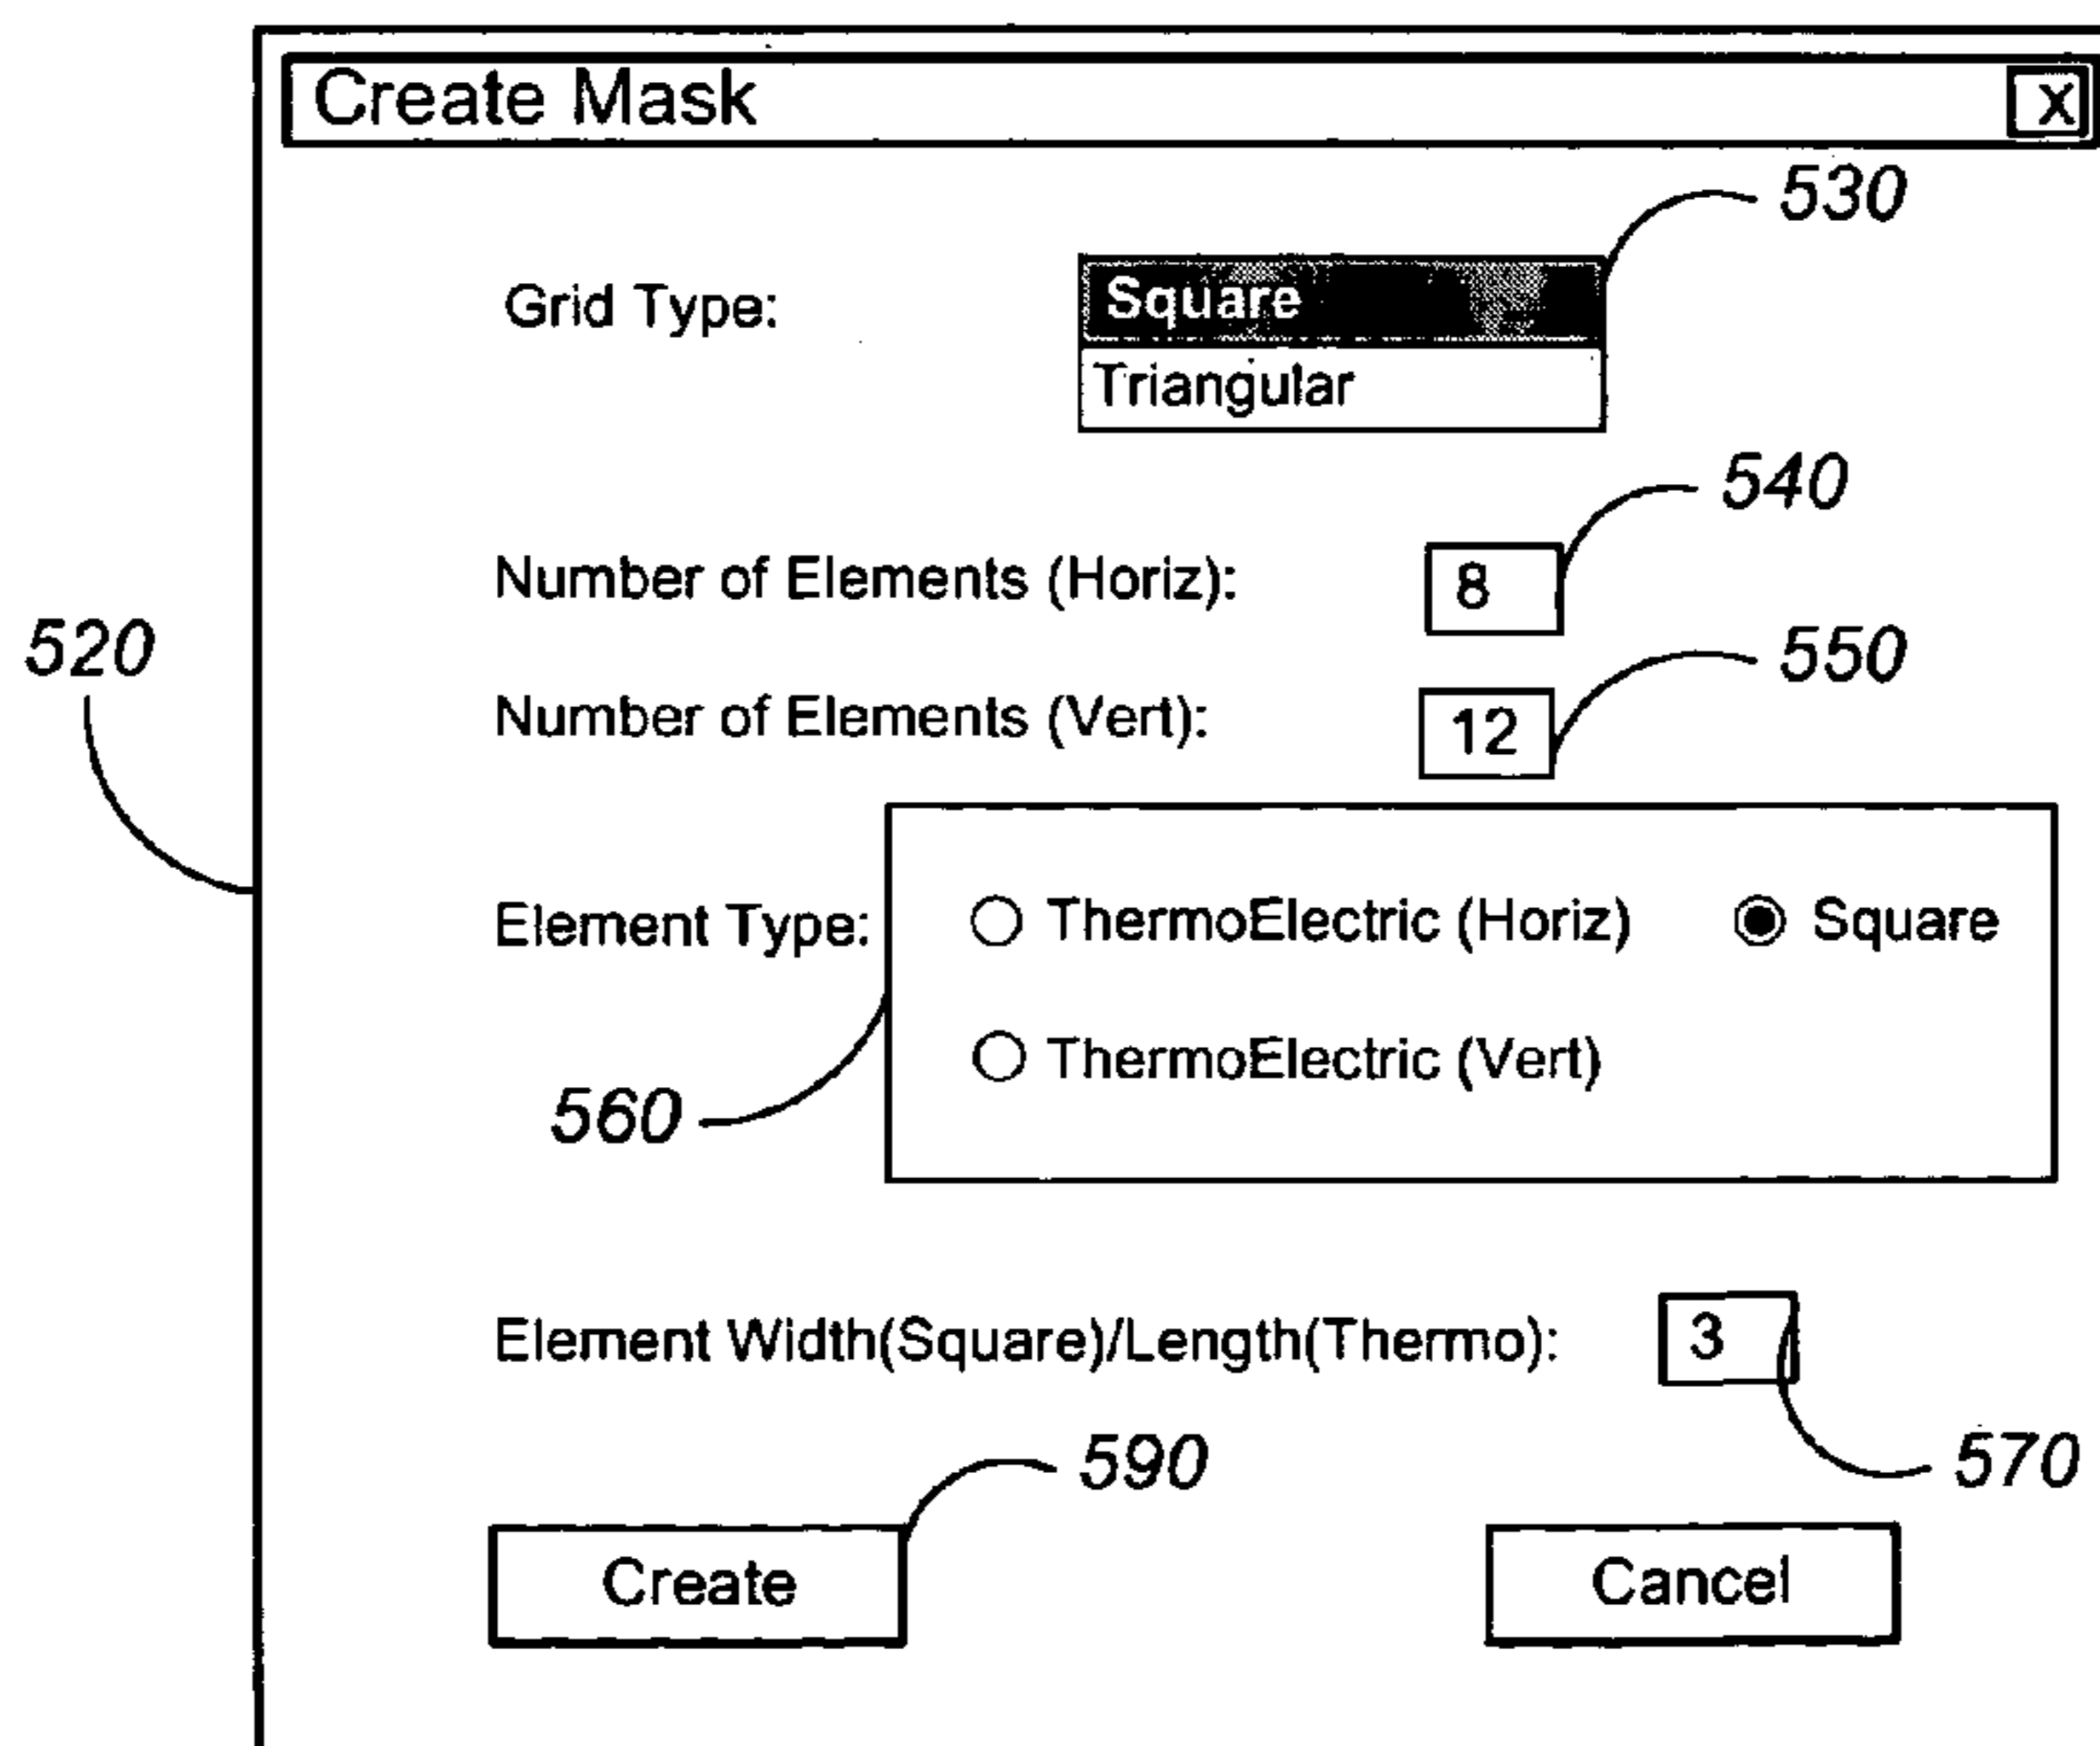 Create Mask X
530
Grid Type: Square
Triangular
540
Number of Elements (Horiz): 8
520
550
Number of Elements (Vert): 12
Element Type: ThermoElectric (Horiz) Square
ThermoElectric (Vert)
560
Element Width(Square)/Length(Thermo): 3
590
570
Create Cancel